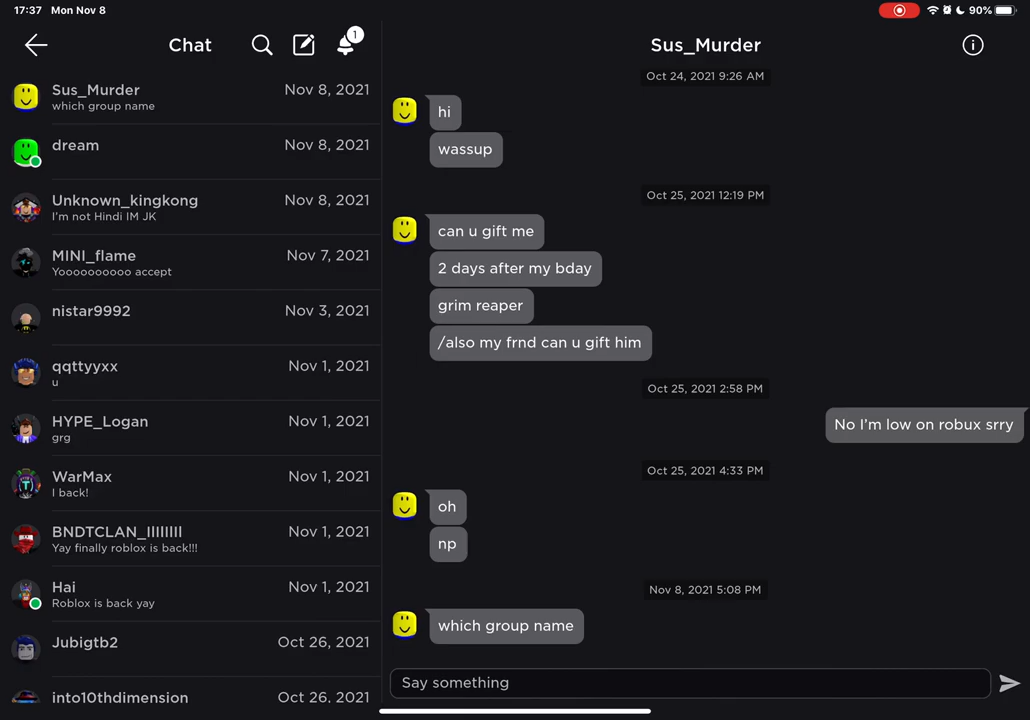 17:37 Mon Nov 8
90%
Chat
1
Sus_Murder
Nov 8, 2021
which group name
dream
Nov 8, 2021
Unknown_kingkong
Nov 8, 2021
I'm not Hindi IM JK
MINI_flame
Nov 7, 2021
Yoooooooooo accept
nistar9992
Nov 3, 2021
qqttyyxx
Nov 1, 2021
u
HYPE_Logan
Nov 1, 2021
grg
WarMax
Nov 1, 2021
I back!
BNDTCLAN_IIIIIIII
Nov 1, 2021
Yay finally roblox is back!!!
Hai
Nov 1, 2021
Roblox is back yay
Jubigtb2
Oct 26, 2021
into10thdimension
Oct 26, 2021
Sus_Murder
Oct 24, 2021 9:26 AM
hi
wassup
Oct 25, 2021 12:19 PM
can u gift me
2 days after my bday
grim reaper
/also my frnd can u gift him
Oct 25, 2021 2:58 PM
No I'm low on robux srry
Oct 25, 2021 4:33 PM
oh
np
Nov 8, 2021 5:08 PM
which group name
Say something